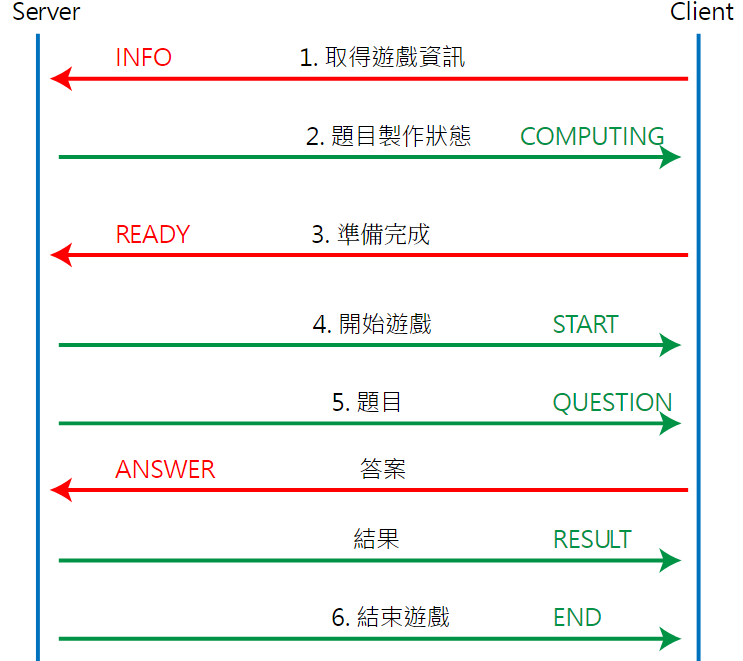 Server Client
INFO 1. 取得遊戲資訊
2. 題目製作狀態 COMPUTING
READY 3. 準備完成
4. 開始遊戲 START
5. 題目 QUESTION
ANSWER 答案
結果 RESULT
6. 結束遊戲 END